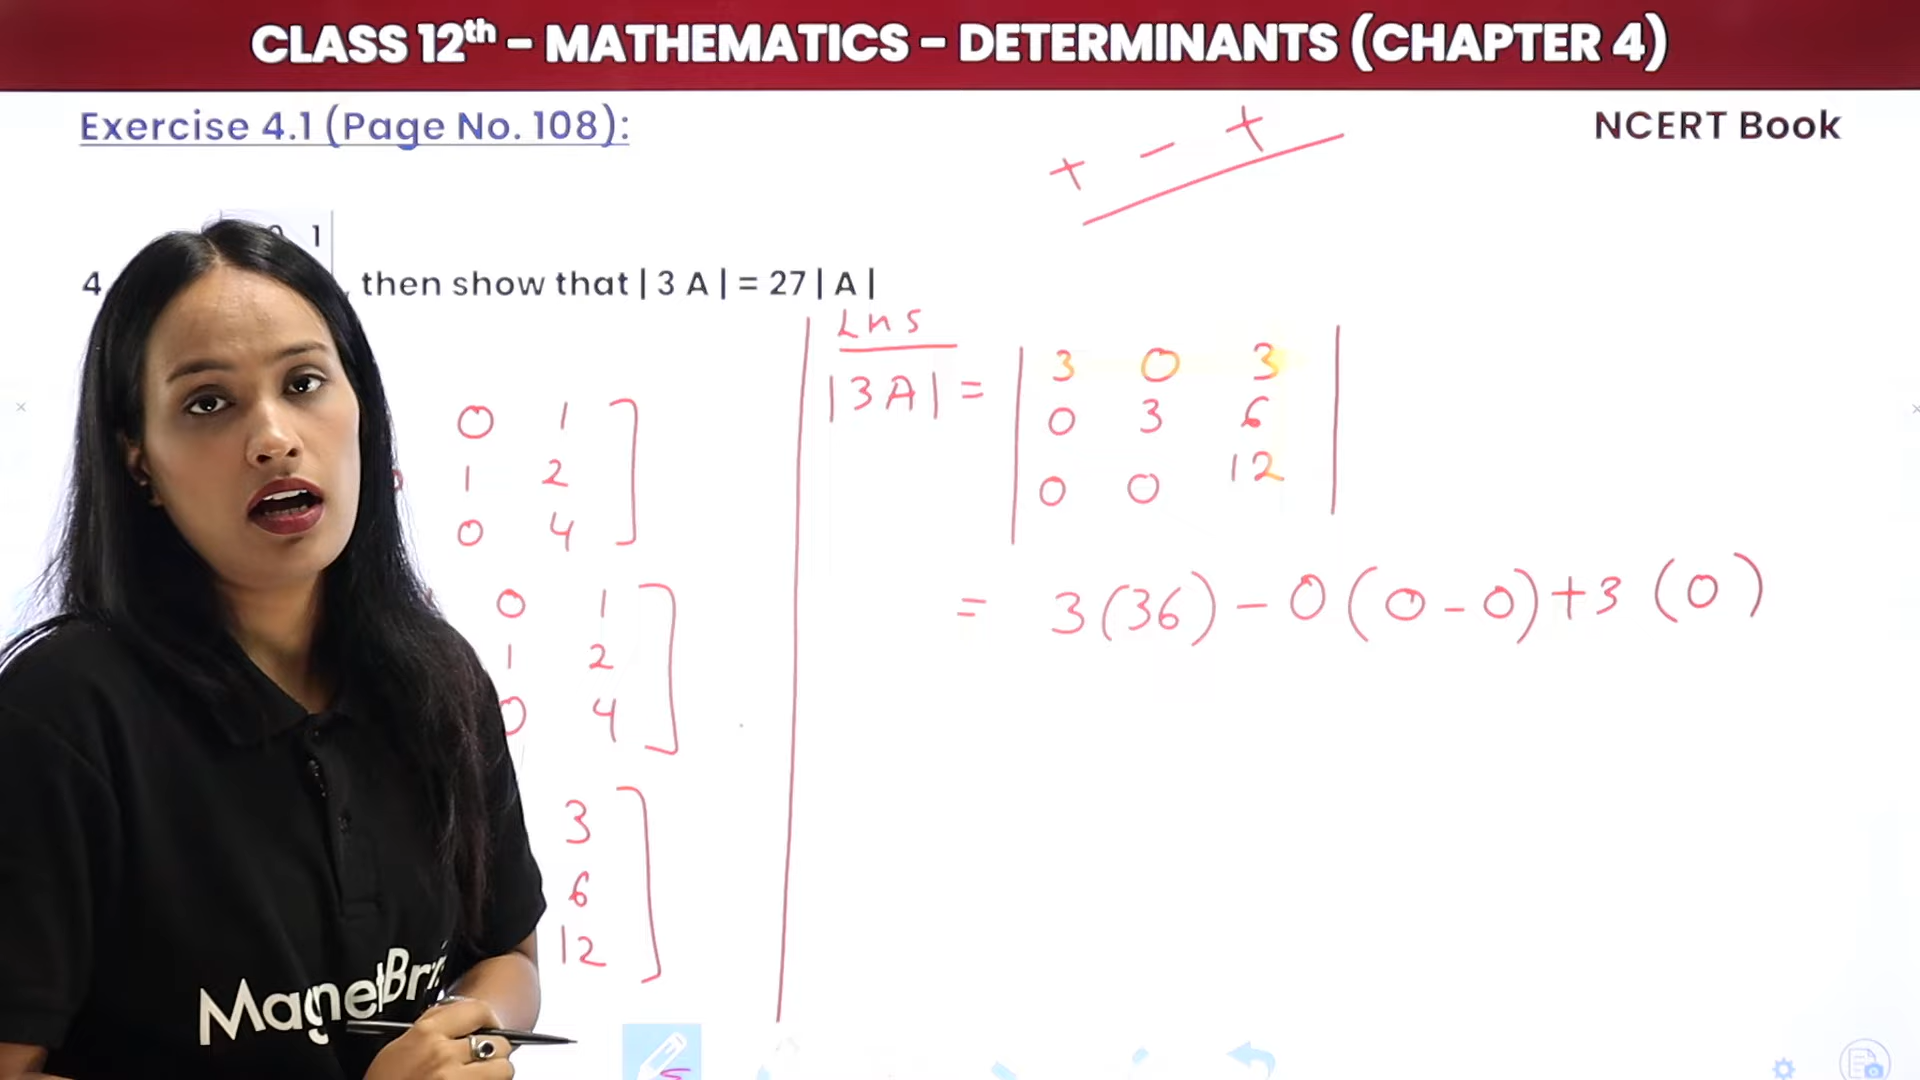 CLASS 12th – MATHEMATICS – DETERMINANTS (CHAPTER 4)
Exercise 4.1 (Page No. 108):
NCERT Book
+ - +
1
4
, then show that | 3 A | = 27 | A |
LHS
|3A| =
3 0 3
0 3 6
0 0 12
= 3(36) - 0(0-0)+3(0)
0 1
1 2
0 4
0 1
1 2
0 4
3
6
12